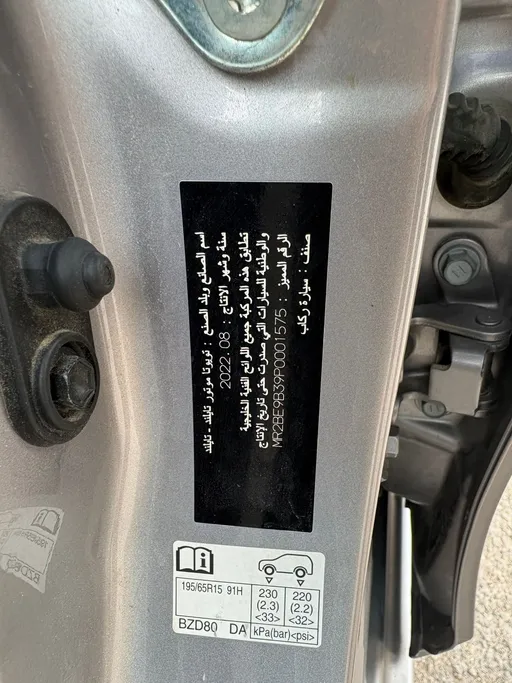 اسم الصانع وبلد الصنع : تويوتا موتور تايلند - تايلند
سنة وشهر الانتاج : 2022.08
تطابق هذه المركبة جميع اللوائح الفنية الخليجية
والوطنية للسيارات التي صدرت حتى تاريخ الإنتاج
الرقم المميز : MR2BE9B39P0001575
صنف : سيارة ركاب
195/65R15 91H
230 220
(2.3) (2.2)
<33> <32>
BZD80 DA kPa(bar)<psi>